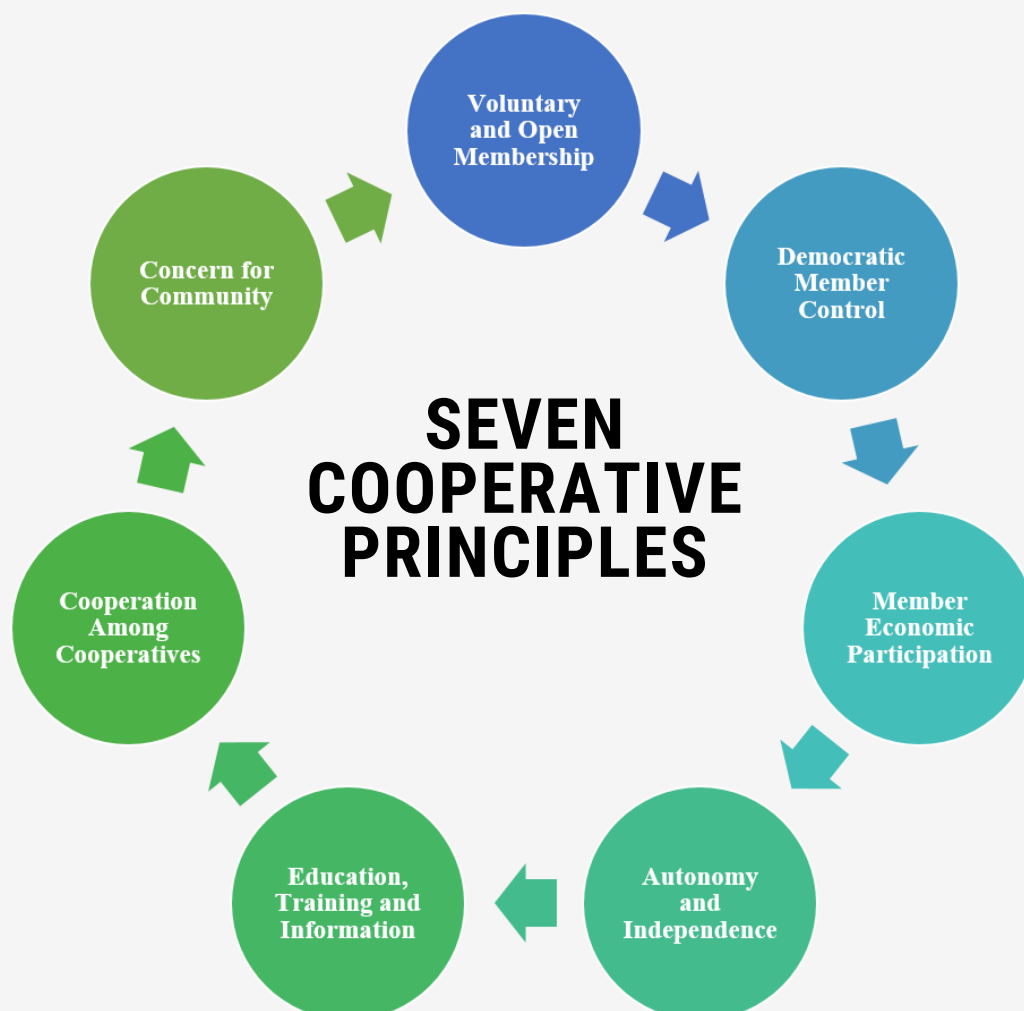 Voluntary
and Open
Membership
Democratic
Member
Control
Member
Economic
Participation
Autonomy
and
Independence
Education,
Training and
Information
Cooperation
Among
Cooperatives
Concern for
Community
SEVEN
COOPERATIVE
PRINCIPLES